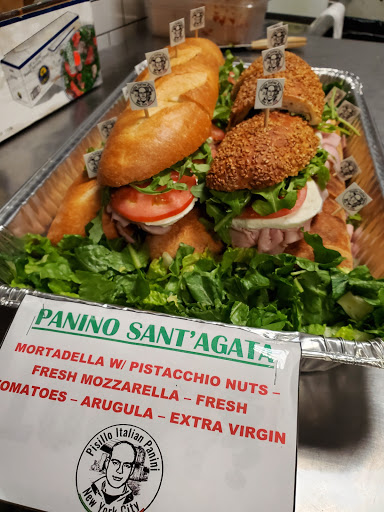 PANINO SANT'AGATA
MORTADELLA W/ PISTACCHIO NUTS –
FRESH MOZZARELLA – FRESH
TOMATOES – ARUGULA – EXTRA VIRGIN
Pisillo Italian Panini
New York City